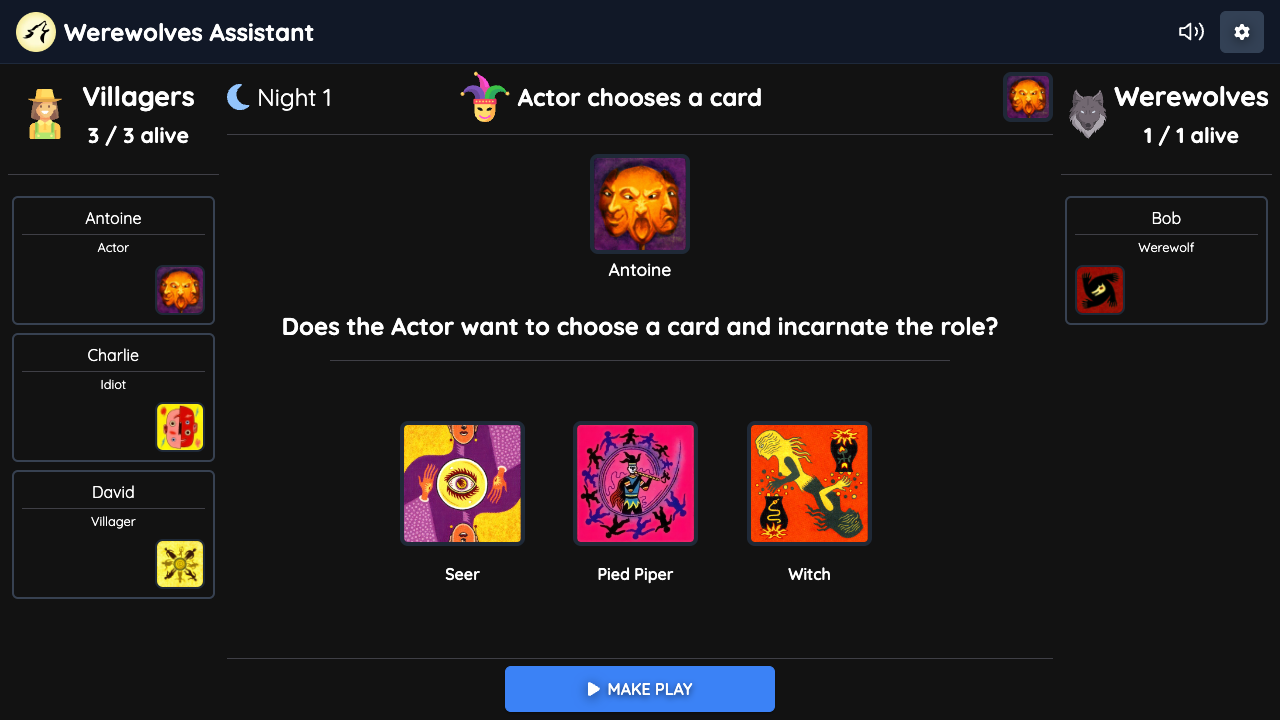 Werewolves Assistant
Villagers
3 / 3 alive
Night 1
Actor chooses a card
Werewolves
1 / 1 alive
Antoine
Actor
Charlie
Idiot
David
Villager
Antoine
Does the Actor want to choose a card and incarnate the role?
Seer
Pied Piper
Witch
Bob
Werewolf
MAKE PLAY